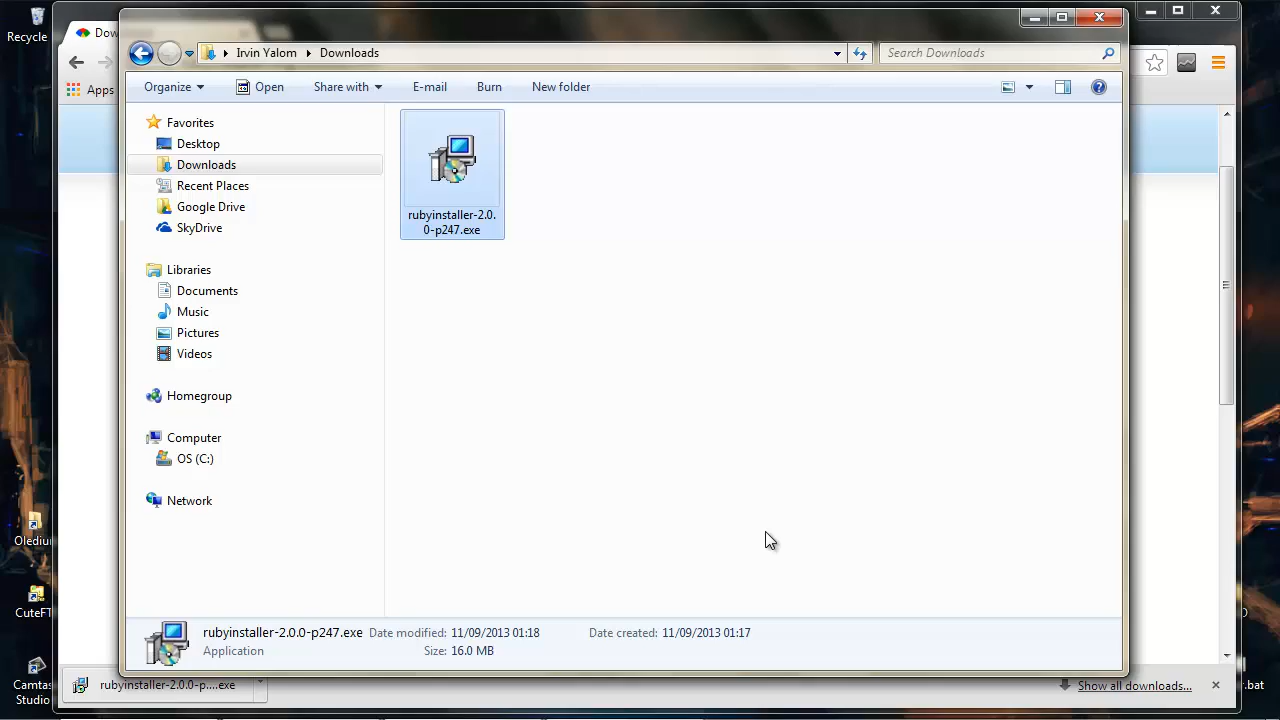 Recycle
Dow
Apps
Irvin Yalom
Downloads
Search Downloads
Organize
Open
Share with
E-mail
Burn
New folder
Favorites
Desktop
Downloads
Recent Places
Google Drive
SkyDrive
Libraries
Documents
Music
Pictures
Videos
Homegroup
Computer
OS (C:)
Network
rubyinstaller-2.0.
0-p247.exe
Oledium
CuteFT
Camtas
Studio
rubyinstaller-2.0.0-p247.exe Date modified: 11/09/2013 01:18 Date created: 11/09/2013 01:17
Application Size: 16.0 MB
rubyinstaller-2.0.0-p....exe
Show all downloads...
r.bat